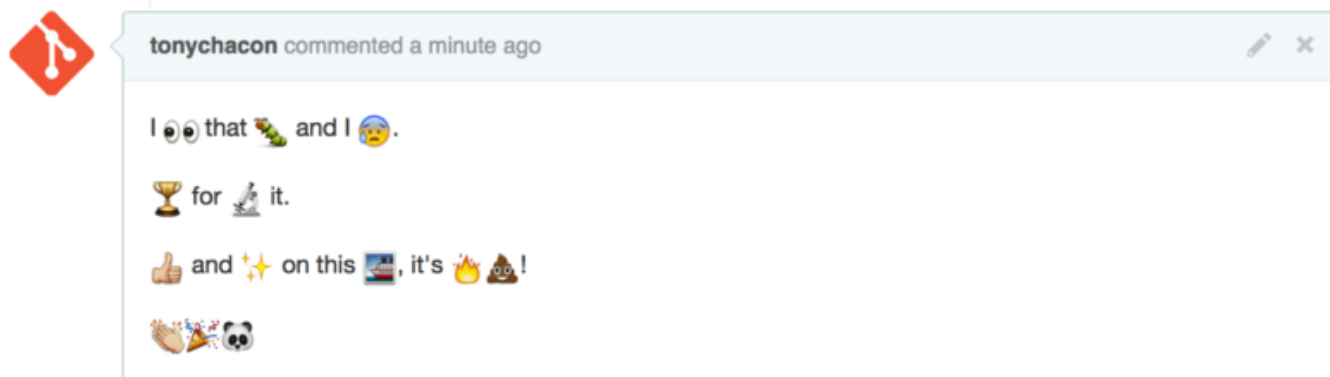 tonychacon commented a minute ago
I 👀 that 🐛 and I 😰.
🏆 for 🔬 it.
👍 and ✨ on this 🚢, it's 🔥💩!
👏🎉🐼